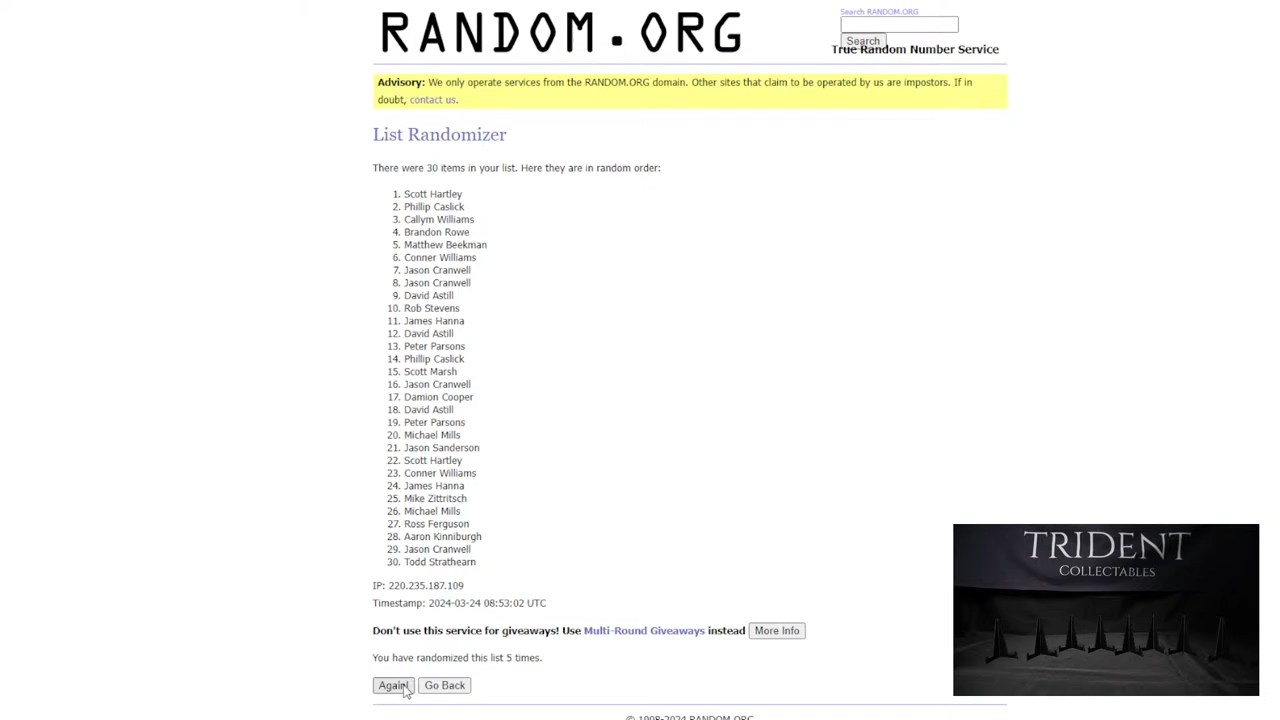 RANDOM.ORG
Search RANDOM.ORG
Search
True Random Number Service
Advisory: We only operate services from the RANDOM.ORG domain. Other sites that claim to be operated by us are impostors. If in
doubt, contact us.
List Randomizer
There were 30 items in your list. Here they are in random order:
1. Scott Hartley
2. Phillip Caslick
3. Callym Williams
4. Brandon Rowe
5. Matthew Beekman
6. Conner Williams
7. Jason Cranwell
8. Jason Cranwell
9. David Astill
10. Rob Stevens
11. James Hanna
12. David Astill
13. Peter Parsons
14. Phillip Caslick
15. Scott Marsh
16. Jason Cranwell
17. Damion Cooper
18. David Astill
19. Peter Parsons
20. Michael Mills
21. Jason Sanderson
22. Scott Hartley
23. Conner Williams
24. James Hanna
25. Mike Zittritsch
26. Michael Mills
27. Ross Ferguson
28. Aaron Kinniburgh
29. Jason Cranwell
30. Todd Strathearn
IP: 220.235.187.109
Timestamp: 2024-03-24 08:53:02 UTC
Don't use this service for giveaways! Use Multi-Round Giveaways instead More Info
You have randomized this list 5 times.
Again! Go Back
© 1998-2024 RANDOM.ORG
TRIDENT
COLLECTABLES